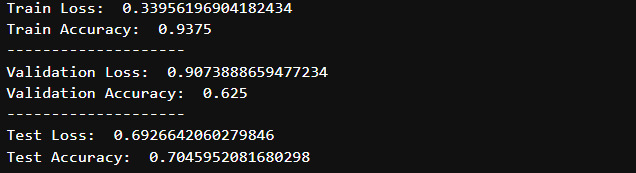 Train Loss:  0.33956196904182434
Train Accuracy:  0.9375
--------------------
Validation Loss:  0.9073888659477234
Validation Accuracy:  0.625
--------------------
Test Loss:  0.6926642060279846
Test Accuracy:  0.7045952081680298